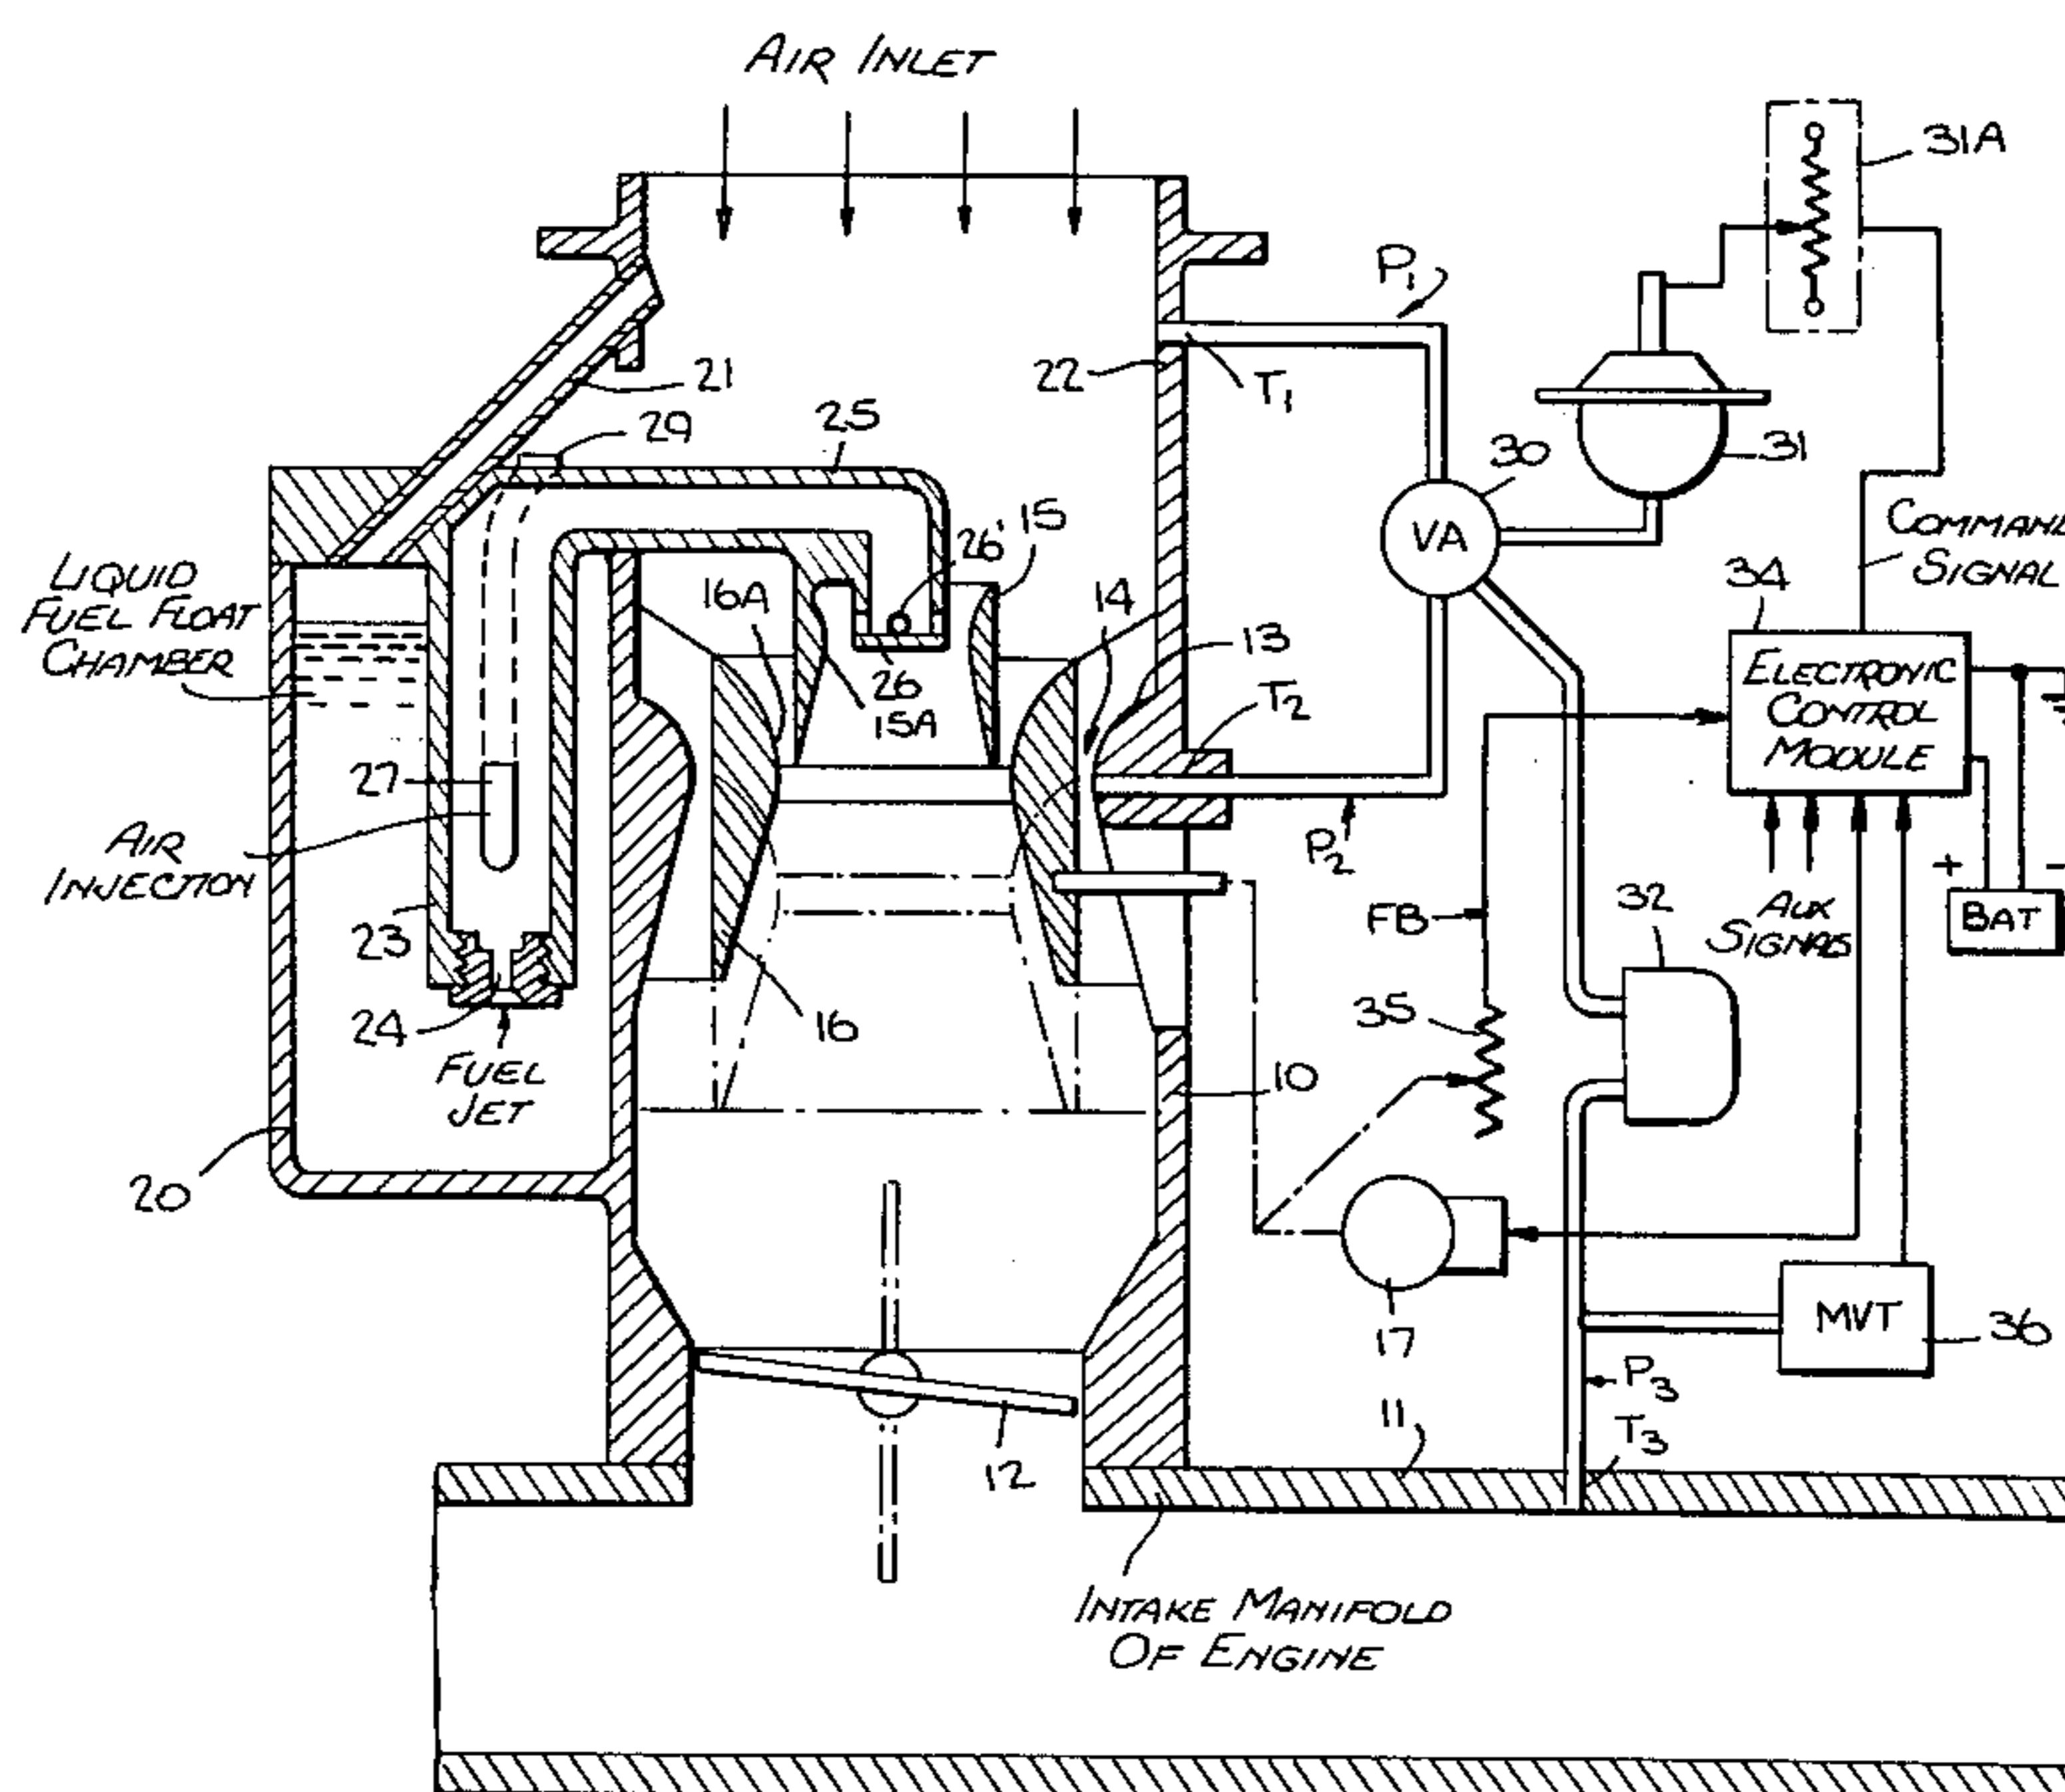 AIR INLET
31A
P1
22
T1
21
29
25
30
31
VA
15
26'
COMMAND
SIGNAL
LIQUID
FUEL FLOAT
CHAMBER
16A
14
34
13
26
T2
15A
ELECTRONIC
CONTROL
MODULE
27
AIR
INJECTION
P2
+
-
FB
32
AUX
SIGNALS
BAT
23
24
16
35
FUEL
JET
10
20
17
MVT
36
P3
11
T3
12
INTAKE MANIFOLD
OF ENGINE